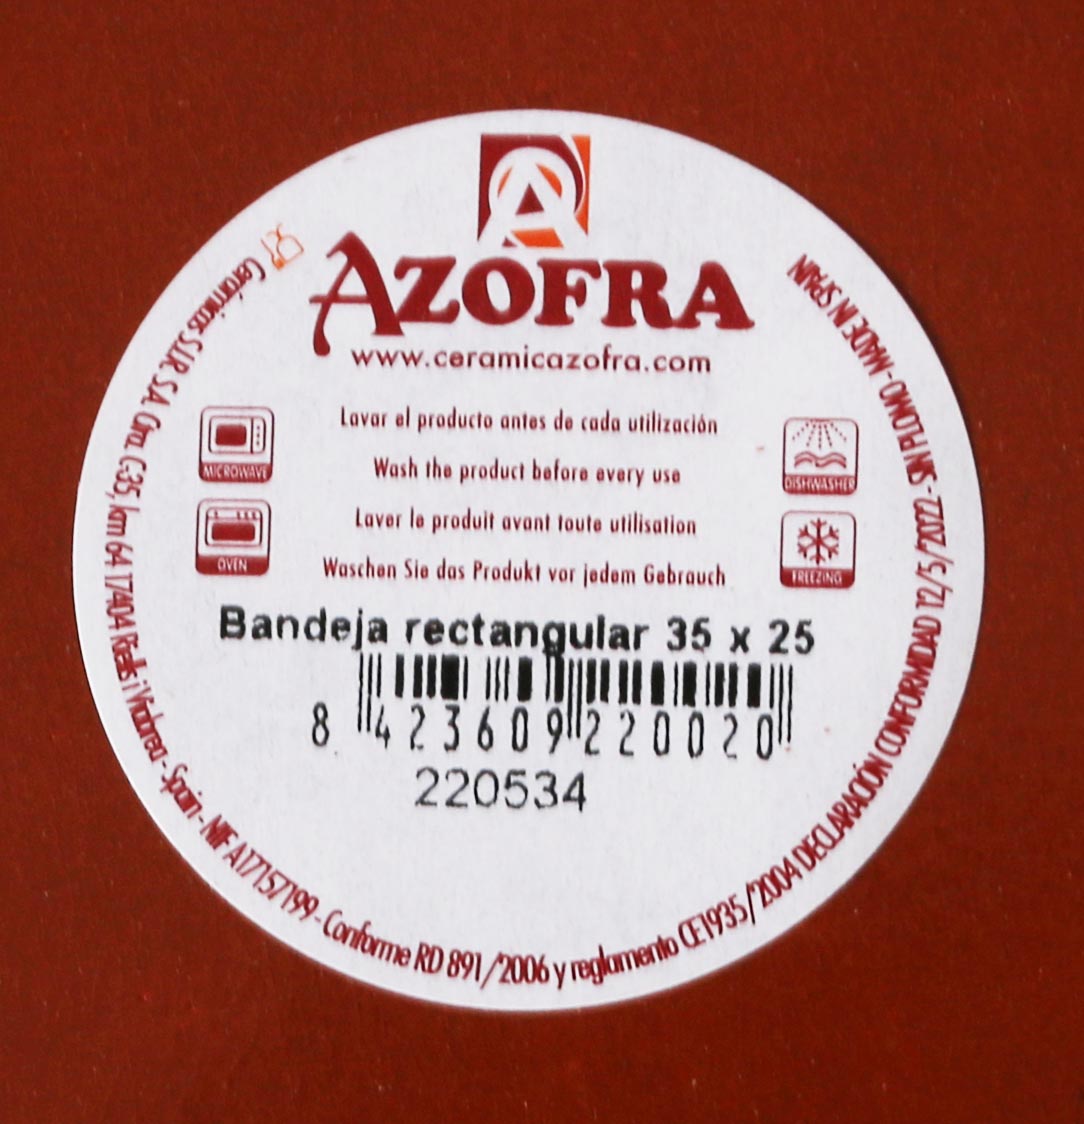 AZOFRA
www.ceramicazofra.com
Lavar el producto antes de cada utilización
Wash the product before every use
Laver le produit avant toute utilisation
Waschen Sie das Produkt vor jedem Gebrauch
MICROWAVE
OVEN
DISHWASHER
FREEZING
Bandeja rectangular 35 x 25
8 423609 220020
220534
Cerámicas S.J.R. S.A. Ctra. C-35, km 64 17404 Riells i Viabrea - Spain - NIF A17157199 - Conforme RD 891/2006 y reglamento CE1935/2004 DECLARACIÓN CONFORMIDAD 12/5/2022 - SIN PLOMO - MADE IN SPAIN